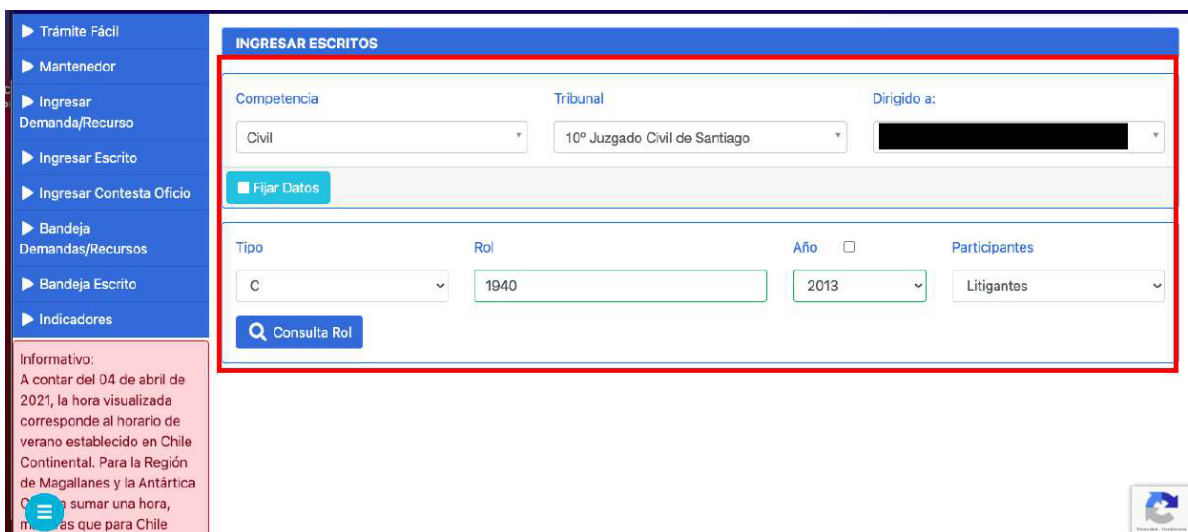 Trámite Fácil
Mantenedor
Ingresar
Demanda/Recurso
Ingresar Escrito
Ingresar Contesta Oficio
Bandeja
Demandas/Recursos
Bandeja Escrito
Indicadores
Informativo:
A contar del 04 de abril de
2021, la hora visualizada
corresponde al horario de
verano establecido en Chile
Continental. Para la Región
de Magallanes y la Antártica
sumar una hora,
que para Chile
INGRESAR ESCRITOS
Competencia Tribunal Dirigido a:
Civil 10º Juzgado Civil de Santiago
Fijar Datos
Tipo Rol Año Participantes
C 1940 2013 Litigantes
Consulta Rol